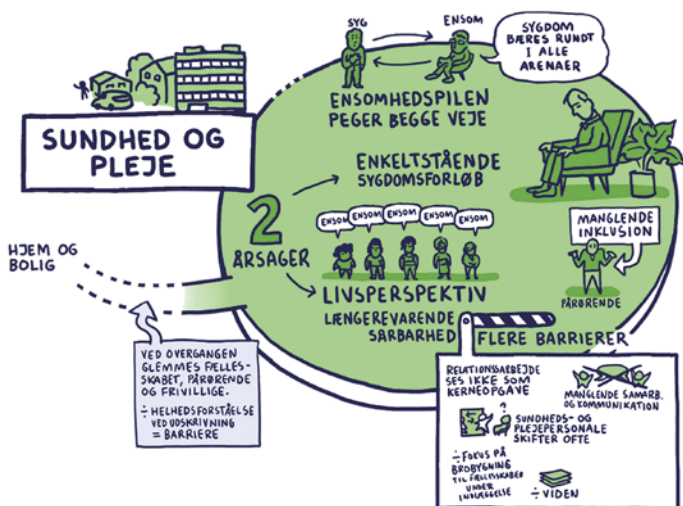 SYG
ENSOM
SYGDOM
BÆRES RUNDT
I ALLE
ARENAER
ENSOMHEDSPILEN
PEGER BEGGE VEJE
SUNDHED OG
PLEJE
ENKELTSTÅENDE
SYGDOMSFORLØB
2
ÅRSAGER
ENSOM
ENSOM
ENSOM
ENSOM
ENSOM
MANGLENDE
INKLUSION
PÅRØRENDE
HJEM OG
BOLIG
LIVSPERSPEKTIV
LÆNGEREVARENDE
SÅRBARHED
FLERE BARRIERER
VED OVERGANGEN
GLEMMES FÆLLES-
SKABET, PÅRØRENDE
OG FRIVILLIGE.
÷ HELHEDSFORSTÅELSE
VED UDSKRIVNING
= BARRIERE
RELATIONSARBEJDE
SES IKKE SOM
KERNEOPGAVE
MANGLENDE SAMARB.
OG KOMMUNIKATION
?
SUNDHEDS- OG
PLEJEPERSONALE
SKIFTER OFTE
÷ FOKUS PÅ
BROBYGNING
TIL FÆLLESSKABER
UNDER
INDLÆGGELSE
÷ VIDEN